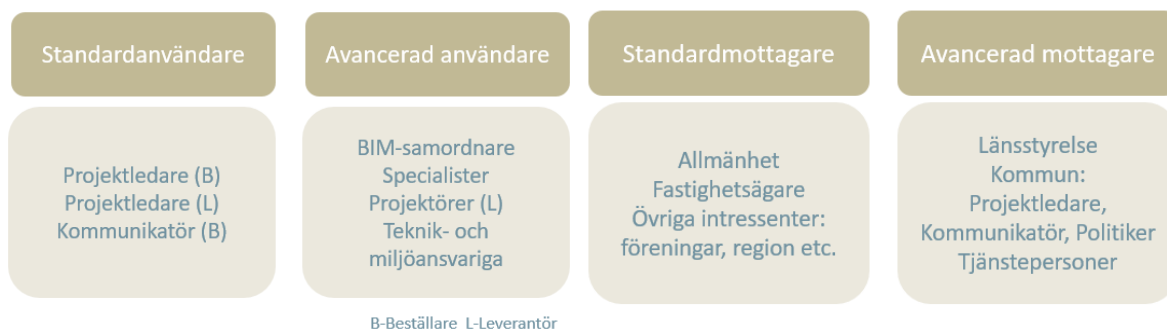 Standardanvändare
Projektledare (B)
Projektledare (L)
Kommunikatör (B)
Avancerad användare
BIM-samordnare
Specialister
Projektörer (L)
Teknik- och
miljöansvariga
Standardmottagare
Allmänhet
Fastighetsägare
Övriga intressenter:
föreningar, region etc.
Avancerad mottagare
Länsstyrelse
Kommun:
Projektledare,
Kommunikatör, Politiker
Tjänstepersoner
B-Beställare L-Leverantör